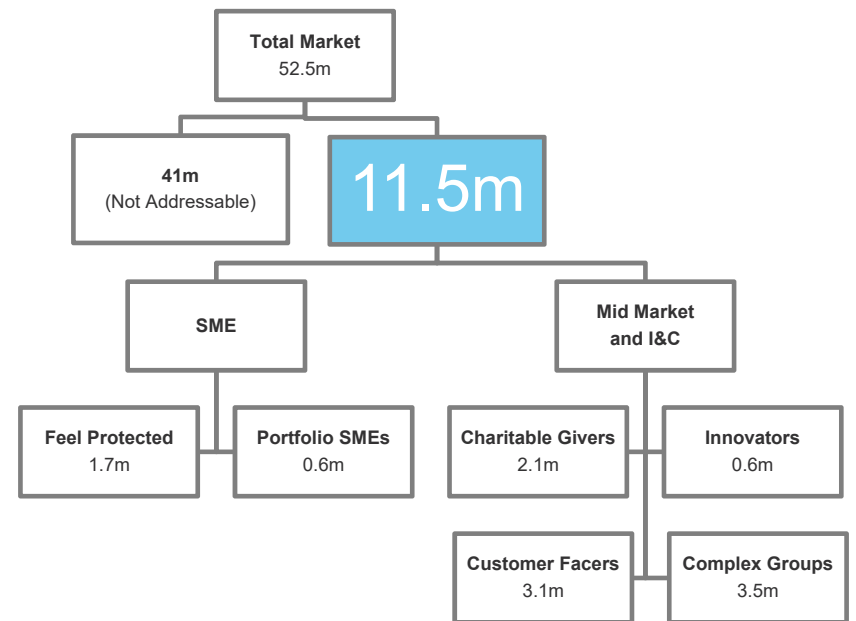 Total Market
52.5m
41m
(Not Addressable)
11.5m
SME
Mid Market
and I&C
Feel Protected
1.7m
Portfolio SMEs
0.6m
Charitable Givers
2.1m
Innovators
0.6m
Customer Facers
3.1m
Complex Groups
3.5m